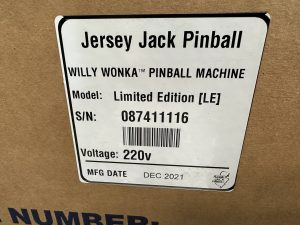 Jersey Jack Pinball
WILLY WONKA™ PINBALL MACHINE
Model: Limited Edition [LE]
S/N: 087411116
Voltage: 220v
MFG DATE DEC 2021
NUMBER: